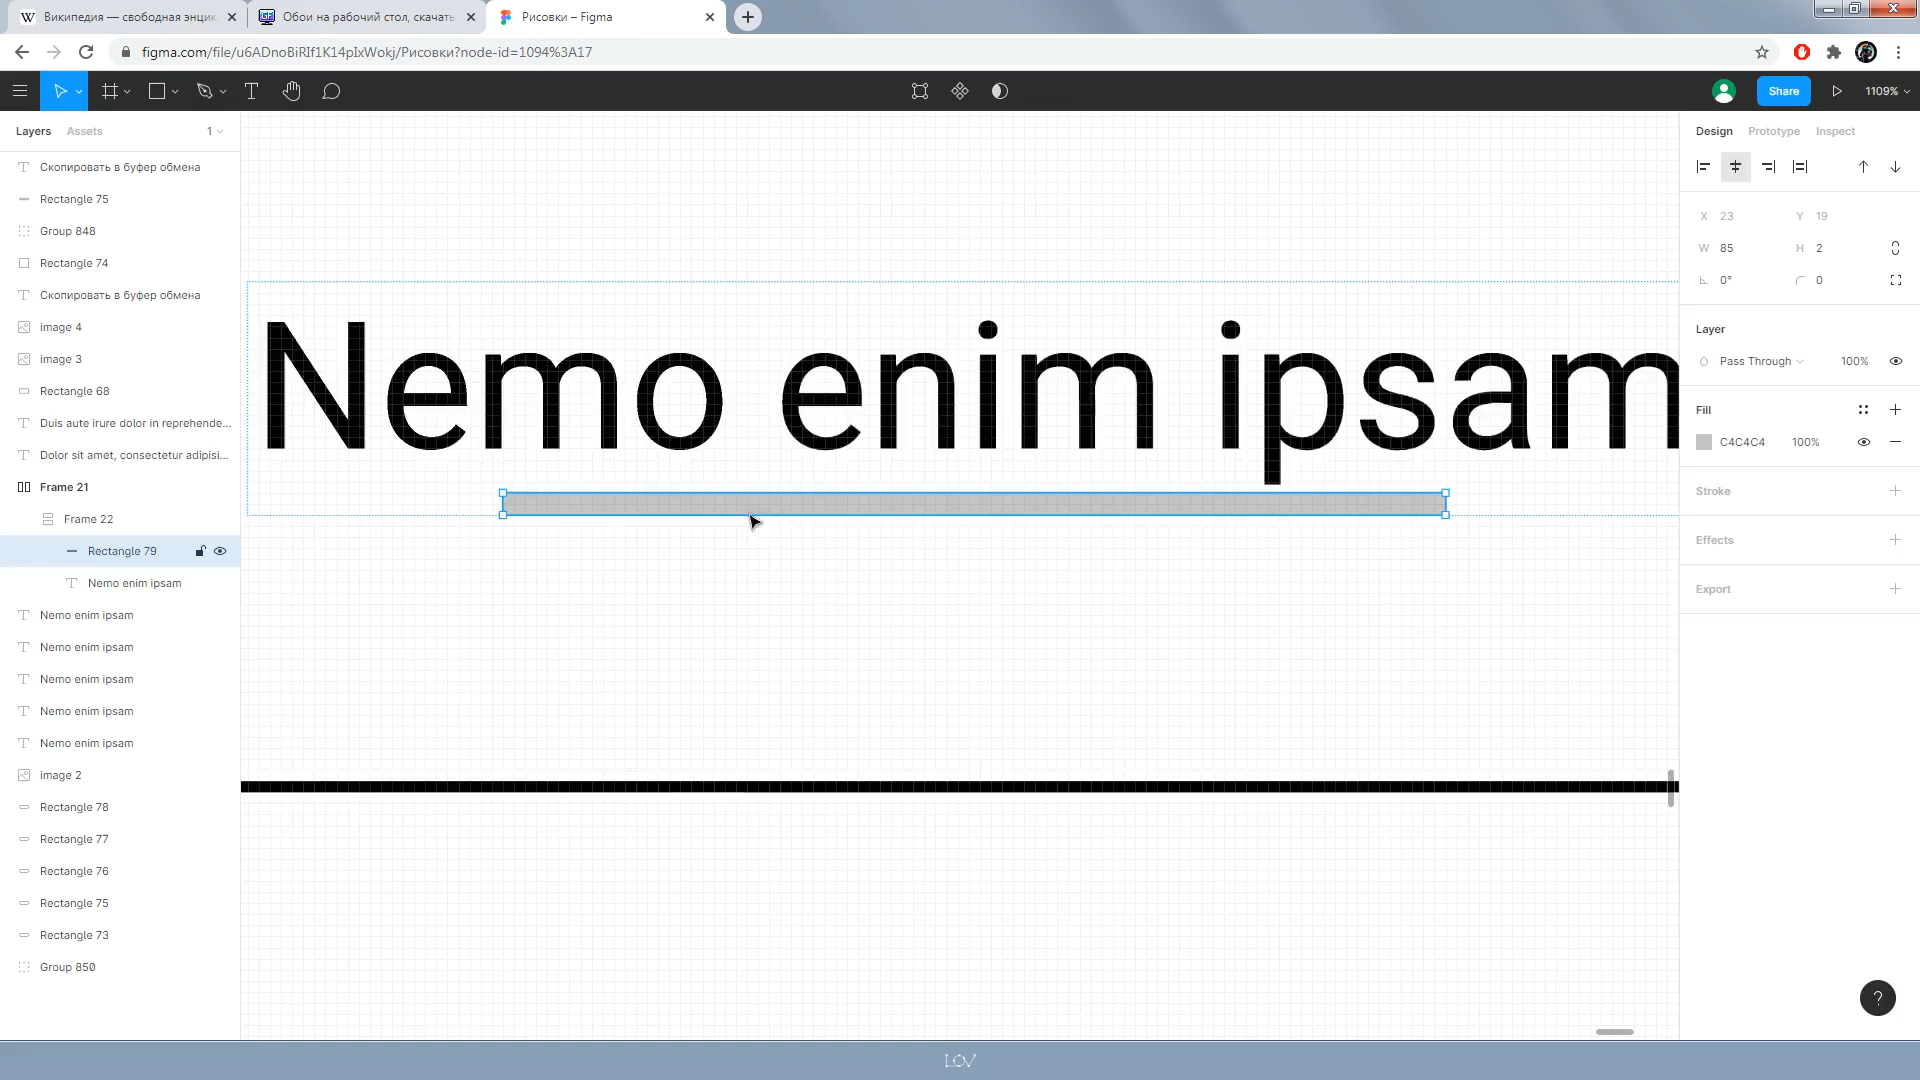 Википедия — свободная энцик
Обои на рабочий стол, скачать
Рисовки – Figma
figma.com/file/u6ADnoBiRIf1K14pIxWokj/Рисовки?node-id=1094%3A17
Share
1109%
Layers
Assets
1
Скопировать в буфер обмена
Rectangle 75
Group 848
Rectangle 74
Скопировать в буфер обмена
image 4
image 3
Rectangle 68
Duis aute irure dolor in reprehende...
Dolor sit amet, consectetur adipisi...
Frame 21
Frame 22
Rectangle 79
Nemo enim ipsam
Nemo enim ipsam
Nemo enim ipsam
Nemo enim ipsam
Nemo enim ipsam
Nemo enim ipsam
image 2
Rectangle 78
Rectangle 77
Rectangle 76
Rectangle 75
Rectangle 73
Group 850
Nemo enim ipsam
Design
Prototype
Inspect
X 23
Y 19
W 85
H 2
0°
0
Layer
Pass Through
100%
Fill
C4C4C4
100%
Stroke
Effects
Export
?
LOV